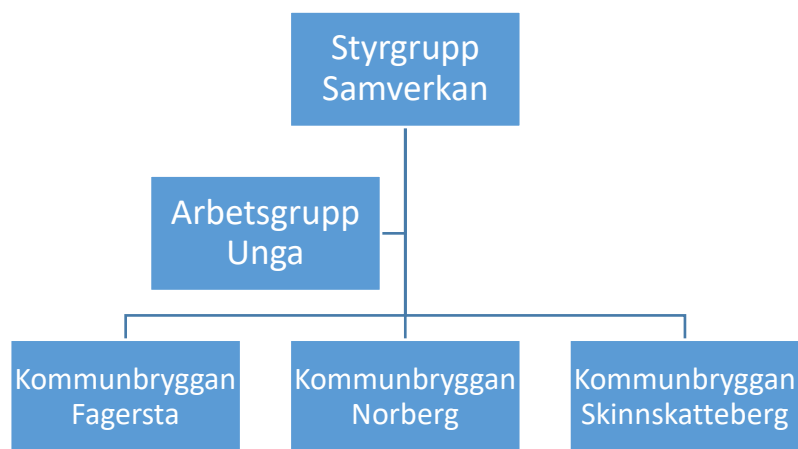 Styrgrupp
Samverkan
Arbetsgrupp
Unga
Kommunbryggan
Fagersta
Kommunbryggan
Norberg
Kommunbryggan
Skinnskatteberg